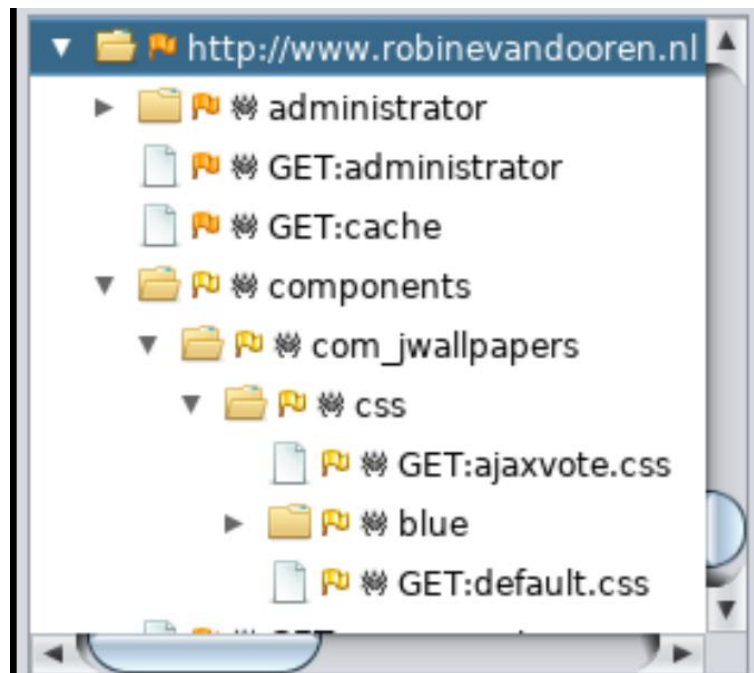 http://www.robinevandooren.nl
administrator
GET:administrator
GET:cache
components
com_jwallpapers
css
GET:ajaxvote.css
blue
GET:default.css